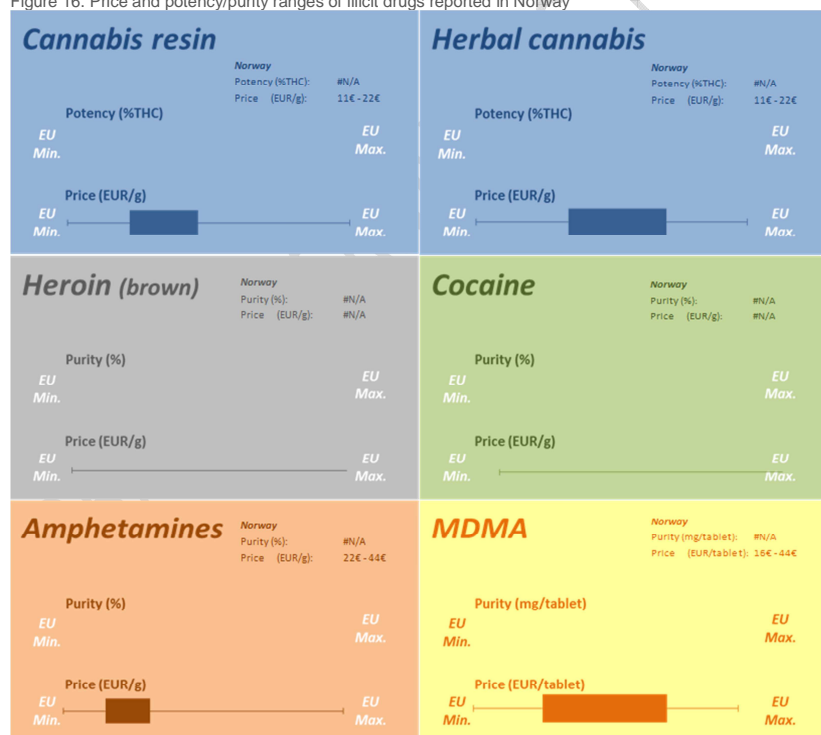 Figure 16. Price and potency/purity ranges of illicit drugs reported in Norway
Cannabis resin
Norway
Potency (%THC): #N/A
Price (EUR/g): 11€-22€
Potency (%THC)
EU Min.
EU Max.
Price (EUR/g)
EU Min.
EU Max.
Herbal cannabis
Norway
Potency (%THC): #N/A
Price (EUR/g): 11€-22€
Potency (%THC)
EU Min.
EU Max.
Price (EUR/g)
EU Min.
EU Max.
Heroin (brown)
Norway
Purity (%): #N/A
Price (EUR/g): #N/A
Purity (%)
EU Min.
EU Max.
Price (EUR/g)
EU Min.
EU Max.
Cocaine
Norway
Purity (%): #N/A
Price (EUR/g): #N/A
Purity (%)
EU Min.
EU Max.
Price (EUR/g)
EU Min.
EU Max.
Amphetamines
Norway
Purity (%): #N/A
Price (EUR/g): 22€-44€
Purity (%)
EU Min.
EU Max.
Price (EUR/g)
EU Min.
EU Max.
MDMA
Norway
Purity (mg/tablet): #N/A
Price (EUR/tablet): 16€-44€
Purity (mg/tablet)
EU Min.
EU Max.
Price (EUR/tablet)
EU Min.
EU Max.